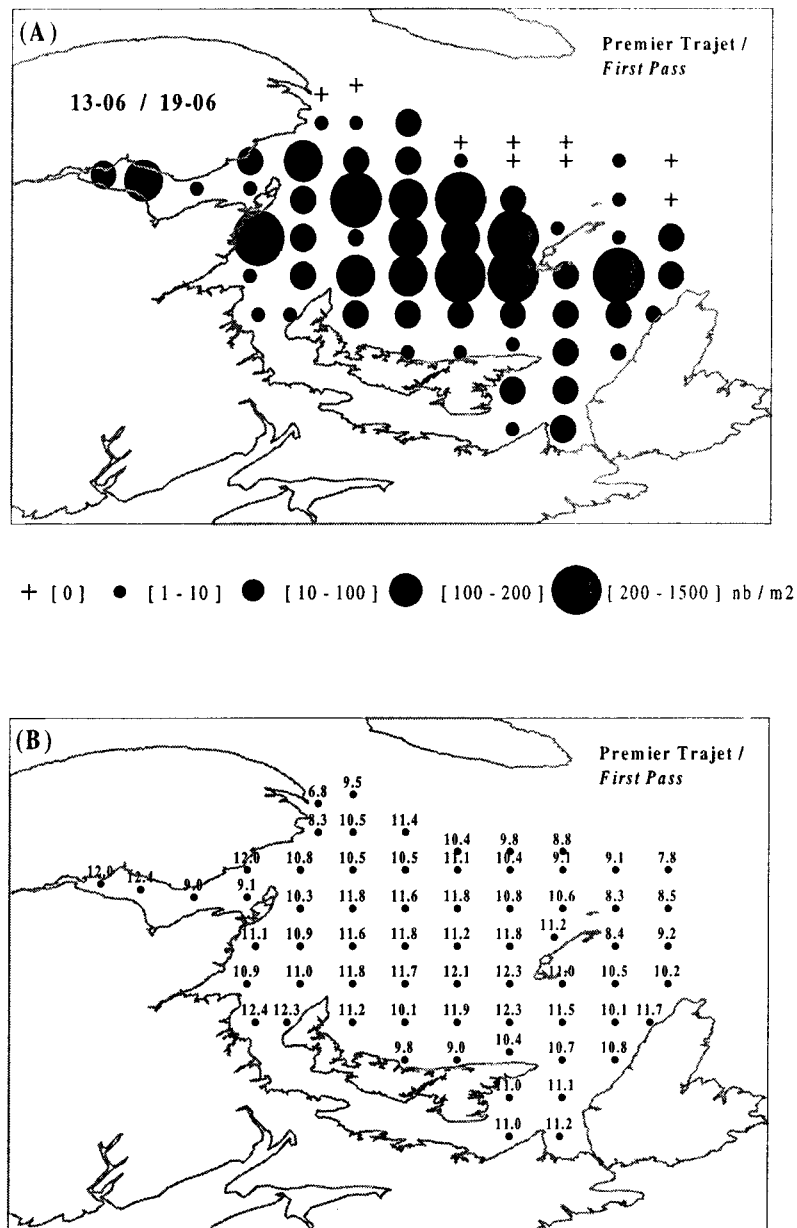 (A)
Premier Trajet /
First Pass
13-06 / 19-06
+ [ 0 ] [ 1 - 10 ] [ 10 - 100 ] [ 100 - 200 ] [ 200 - 1500 ] nb / m2
(B)
Premier Trajet /
First Pass
6.8 9.5
8.3 10.5 11.4
10.4 9.8 8.8
12.0 10.8 10.5 10.5 11.1 10.4 9.1 9.1 7.8
12.0 12.4 9.0 9.1
10.3 11.8 11.6 11.8 10.8 10.6 8.3 8.5
11.1 10.9 11.6 11.8 11.2 11.8 11.2 8.4 9.2
10.9 11.0 11.8 11.7 12.1 12.3 11.0 10.5 10.2
12.4 12.3 11.2 10.1 11.9 12.3 11.5 10.1 11.7
9.8 9.0 10.4 10.7 10.8
11.0 11.1
11.0 11.2